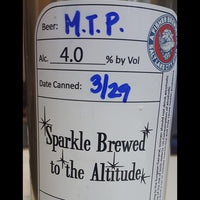 Beer: M.T.P.
Alc. 4.0 % by Vol
Date Canned: 3/29
Sparkle Brewed
to the Altitude